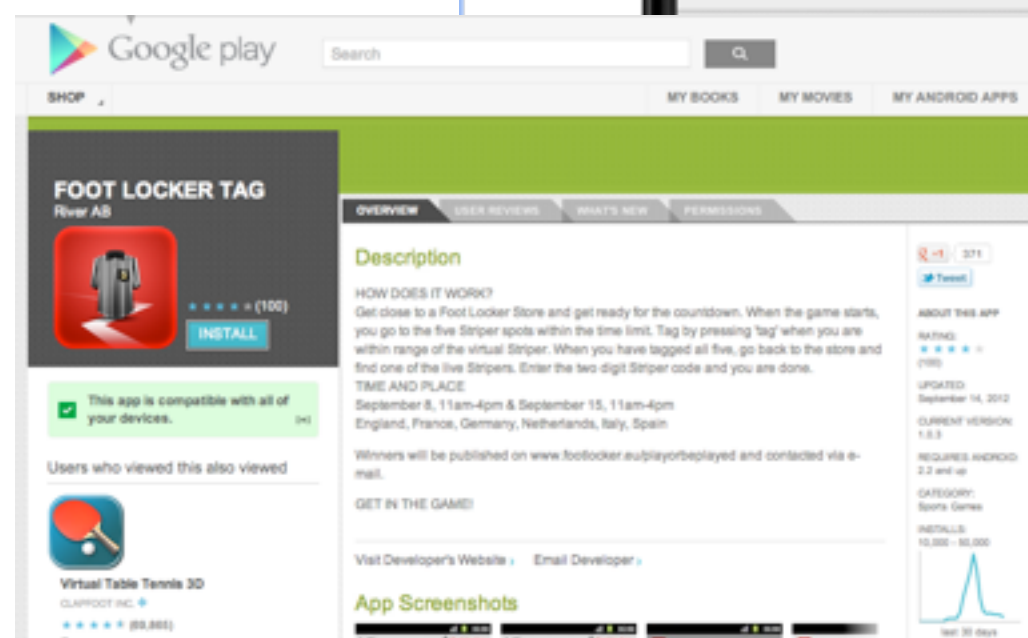 Google play
Search
SHOP
MY BOOKS MY MOVIES MY ANDROID APPS
FOOT LOCKER TAG
River AB
(100)
INSTALL
This app is compatible with all of
your devices.
Users who viewed this also viewed
Virtual Table Tennis 3D
CLAPFOOT INC.
OVERVIEW USER REVIEWS WHAT'S NEW PERMISSIONS
Description
HOW DOES IT WORK?
Get close to a Foot Locker Store and get ready for the countdown. When the game starts,
you go to the five Striper spots within the time limit. Tag by pressing 'tag' when you are
within range of the virtual Striper. When you have tagged all five, go back to the store and
find one of the live Stripers. Enter the two digit Striper code and you are done.
TIME AND PLACE
September 8, 11am-4pm & September 15, 11am-4pm
England, France, Germany, Netherlands, Italy, Spain
Winners will be published on www.footlocker.eu/playorbeplayed and contacted via e-
mail.
GET IN THE GAME!
Visit Developer's Website › Email Developer ›
App Screenshots
+1 371
Tweet
ABOUT THIS APP
RATING:
(100)
UPDATED:
September 14, 2012
CURRENT VERSION:
1.0.3
REQUIRES ANDROID:
2.2 and up
CATEGORY:
Sports Games
INSTALLS:
10,000 - 50,000
last 30 days